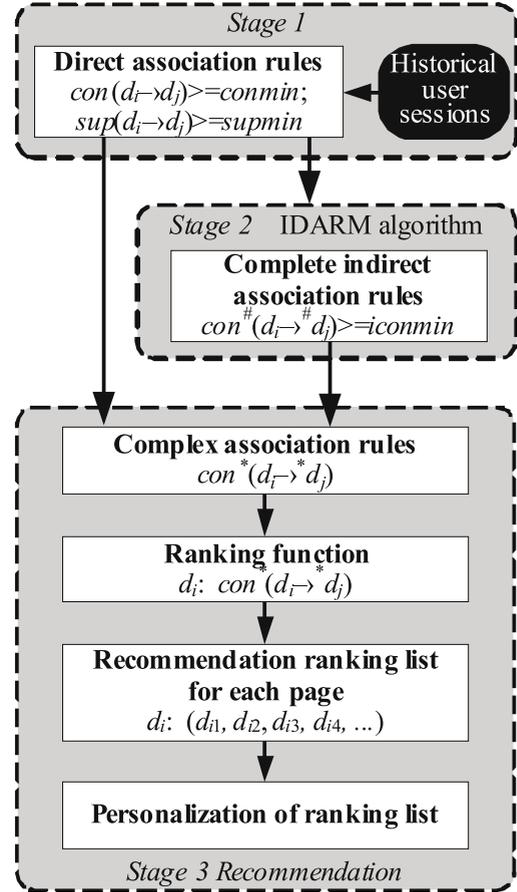 Stage 1
Direct association rules
con(di→dj)>=conmin;
sup(di→dj)>=supmin
Historical
user
sessions
Stage 2 IDARM algorithm
Complete indirect
association rules
con#(di→#dj)>=iconmin
Complex association rules
con*(di→*dj)
Ranking function
di: con*(di→*dj)
Recommendation ranking list
for each page
di: (di1, di2, di3, di4, ...)
Personalization of ranking list
Stage 3 Recommendation